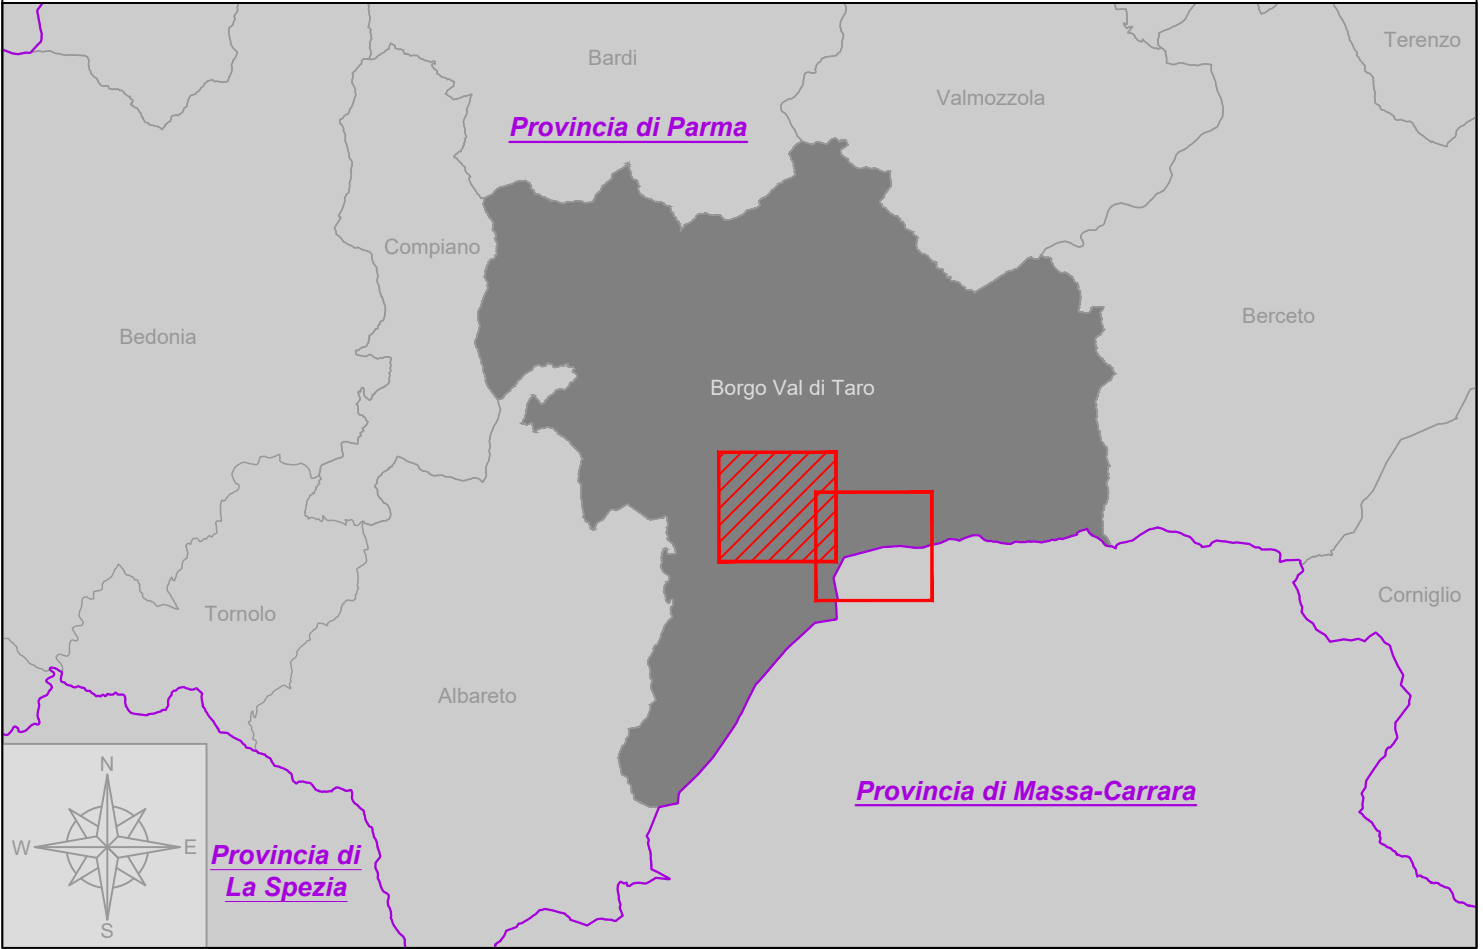 Terenzo
Bardi
Valmozzola
Provincia di Parma
Compiano
Berceto
Bedonia
Borgo Val di Taro
Corniglio
Tornolo
Albareto
Provincia di Massa-Carrara
N
W
E
S
Provincia di
La Spezia